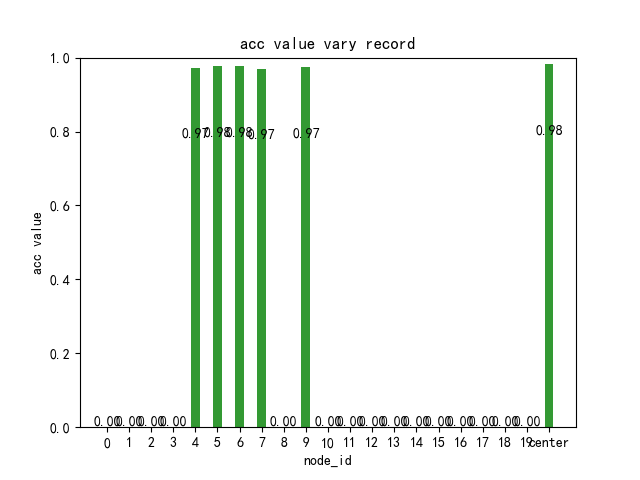 acc value vary record
acc value
1.0
0.8
0.6
0.4
0.2
0.0
0.97 0.98 0.98 0.97 0.97 0.98
0.00 0.00 0.00 0.00 0.00 0.00 0.00 0.00 0.00 0.00 0.00 0.00 0.00 0.00 0.00
0 1 2 3 4 5 6 7 8 9 10 11 12 13 14 15 16 17 18 19 center
node_id